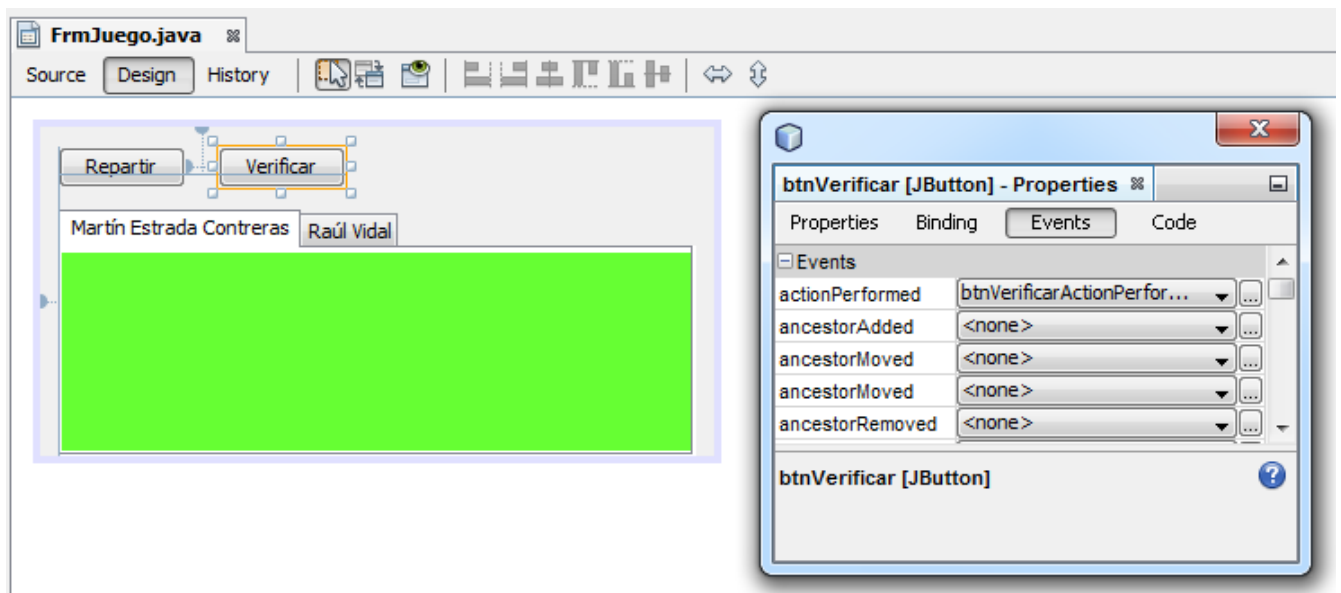 FrmJuego.java
Source Design History
Repartir Verificar
Martín Estrada Contreras Raúl Vidal
btnVerificar [JButton] - Properties
Properties Binding Events Code
Events
actionPerformed btnVerificarActionPerfor... ...
ancestorAdded <none> ...
ancestorMoved <none> ...
ancestorMoved <none> ...
ancestorRemoved <none> ...
btnVerificar [JButton]